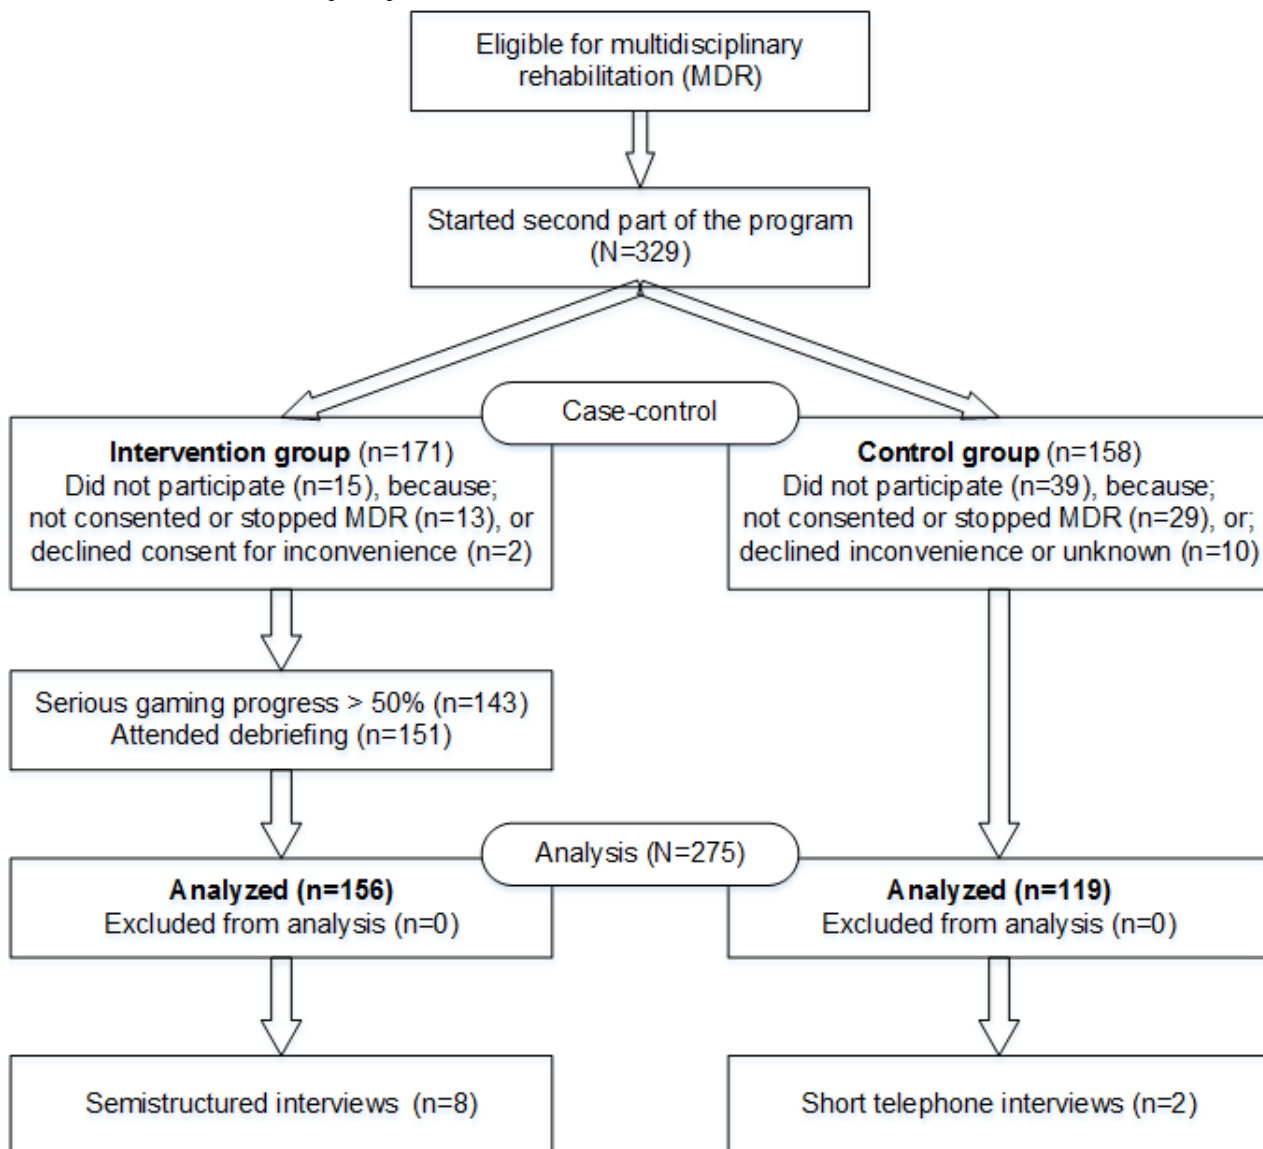 Eligible for multidisciplinary
rehabilitation (MDR)
Started second part of the program
(N=329)
Case-control
Intervention group (n=171)
Did not participate (n=15), because;
not consented or stopped MDR (n=13), or
declined consent for inconvenience (n=2)
Control group (n=158)
Did not participate (n=39), because;
not consented or stopped MDR (n=29), or;
declined inconvenience or unknown (n=10)
Serious gaming progress > 50% (n=143)
Attended debriefing (n=151)
Analysis (N=275)
Analyzed (n=156)
Excluded from analysis (n=0)
Analyzed (n=119)
Excluded from analysis (n=0)
Semistructured interviews (n=8)
Short telephone interviews (n=2)